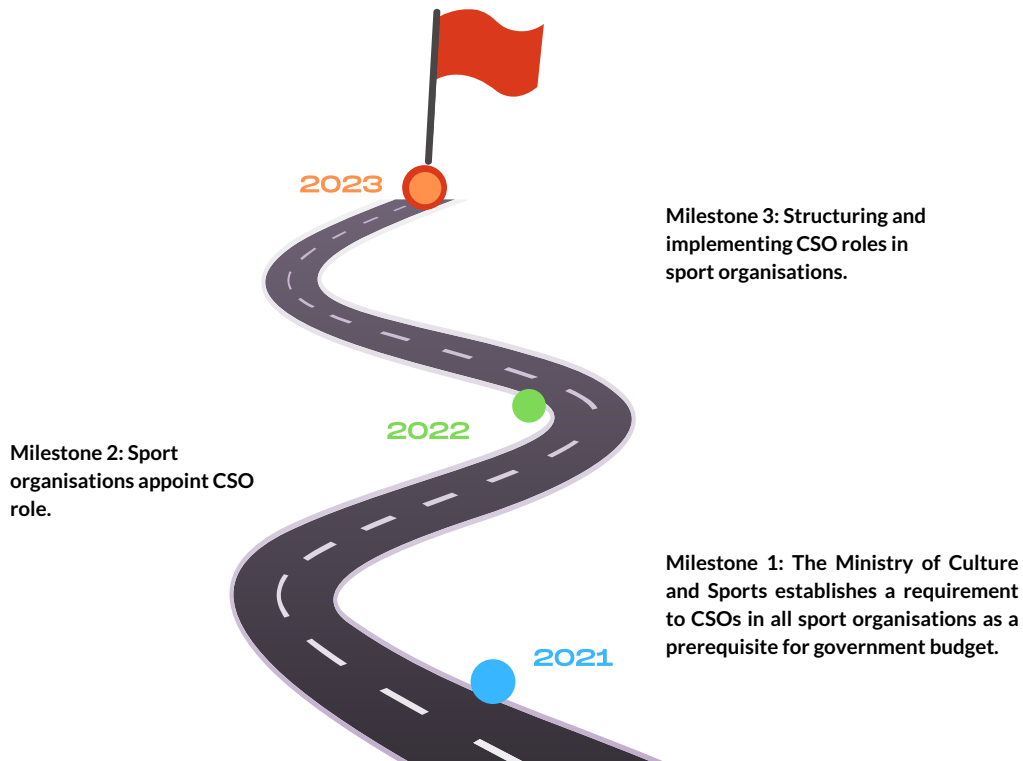 2023
Milestone 3: Structuring and
implementing CSO roles in
sport organisations.
2022
Milestone 2: Sport
organisations appoint CSO
role.
Milestone 1: The Ministry of Culture
and Sports establishes a requirement
to CSOs in all sport organisations as a
prerequisite for government budget.
2021